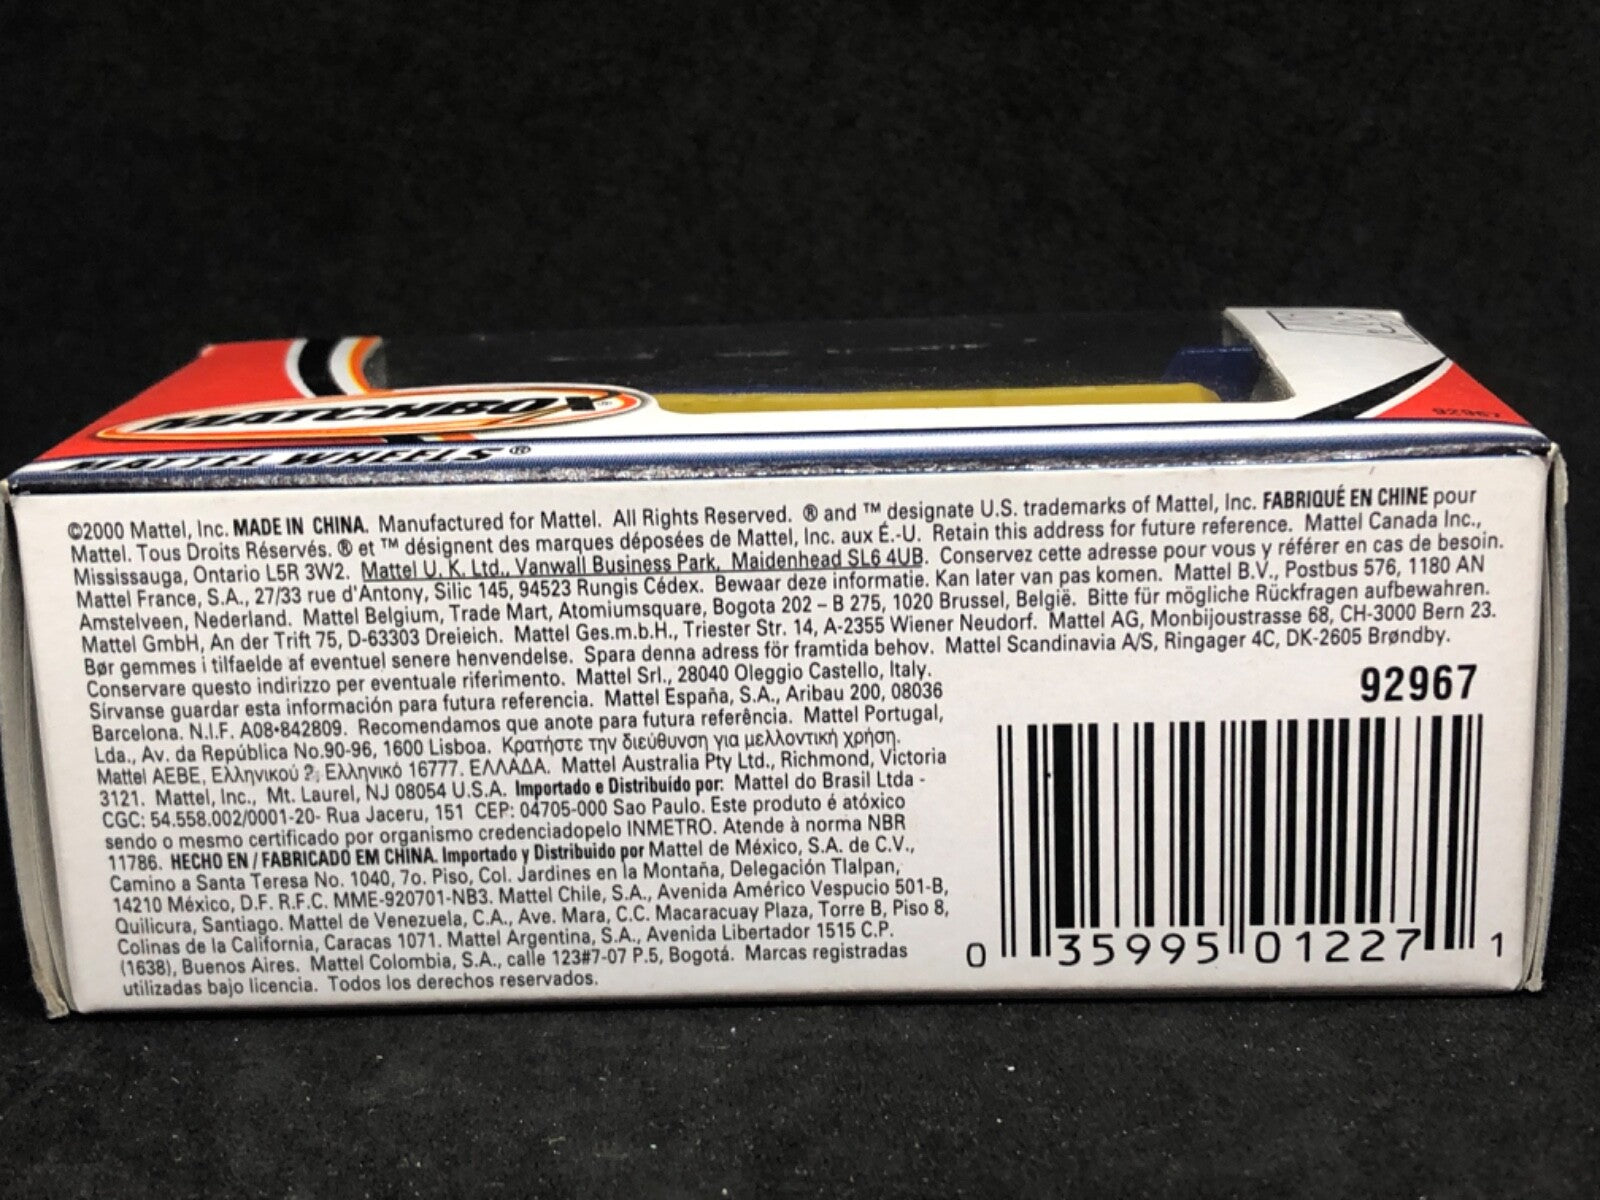 MATCHBOX®
MATTEL WHEELS®
92967
©2000 Mattel, Inc. MADE IN CHINA. Manufactured for Mattel. All Rights Reserved. ® and ™ designate U.S. trademarks of Mattel, Inc. FABRIQUÉ EN CHINE pour
Mattel. Tous Droits Réservés. ® et ™ désignent des marques déposées de Mattel, Inc. aux É.-U. Retain this address for future reference. Mattel Canada Inc.,
Mississauga, Ontario L5R 3W2. Mattel U. K. Ltd., Vanwall Business Park, Maidenhead SL6 4UB. Conservez cette adresse pour vous y référer en cas de besoin.
Mattel France, S.A., 27/33 rue d'Antony, Silic 145, 94523 Rungis Cédex. Bewaar deze informatie. Kan later van pas komen. Mattel B.V., Postbus 576, 1180 AN
Amstelveen, Nederland. Mattel Belgium, Trade Mart, Atomiumsquare, Bogota 202 – B 275, 1020 Brussel, België. Bitte für mögliche Rückfragen aufbewahren.
Mattel GmbH, An der Trift 75, D-63303 Dreieich. Mattel Ges.m.b.H., Triester Str. 14, A-2355 Wiener Neudorf. Mattel AG, Monbijoustrasse 68, CH-3000 Bern 23.
Bør gemmes i tilfaelde af eventuel senere henvendelse. Spara denna adress för framtida behov. Mattel Scandinavia A/S, Ringager 4C, DK-2605 Brøndby.
Conservare questo indirizzo per eventuale riferimento. Mattel Srl., 28040 Oleggio Castello, Italy.
Sírvanse guardar esta información para futura referencia. Mattel España, S.A., Aribau 200, 08036
Barcelona. N.I.F. A08•842809. Recomendamos que anote para futura referência. Mattel Portugal,
Lda., Av. da República No.90-96, 1600 Lisboa. Κρατήστε την διεύθυνση για μελλοντική χρήση.
Mattel AEBE, Ελληνικού 2, Ελληνικό 16777. ΕΛΛΑΔΑ. Mattel Australia Pty Ltd., Richmond, Victoria
3121. Mattel, Inc., Mt. Laurel, NJ 08054 U.S.A. Importado e Distribuído por: Mattel do Brasil Ltda -
CGC: 54.558.002/0001-20- Rua Jaceru, 151 CEP: 04705-000 Sao Paulo. Este produto é atóxico
sendo o mesmo certificado por organismo credenciadopelo INMETRO. Atende à norma NBR
11786. HECHO EN / FABRICADO EM CHINA. Importado y Distribuido por Mattel de México, S.A. de C.V.,
Camino a Santa Teresa No. 1040, 7o. Piso, Col. Jardines en la Montaña, Delegación Tlalpan,
14210 México, D.F. R.F.C. MME-920701-NB3. Mattel Chile, S.A., Avenida Américo Vespucio 501-B,
Quilicura, Santiago. Mattel de Venezuela, C.A., Ave. Mara, C.C. Macaracuay Plaza, Torre B, Piso 8,
Colinas de la California, Caracas 1071. Mattel Argentina, S.A., Avenida Libertador 1515 C.P.
(1638), Buenos Aires. Mattel Colombia, S.A., calle 123#7-07 P.5, Bogotá. Marcas registradas
utilizadas bajo licencia. Todos los derechos reservados.
92967
0 35995 01227 1